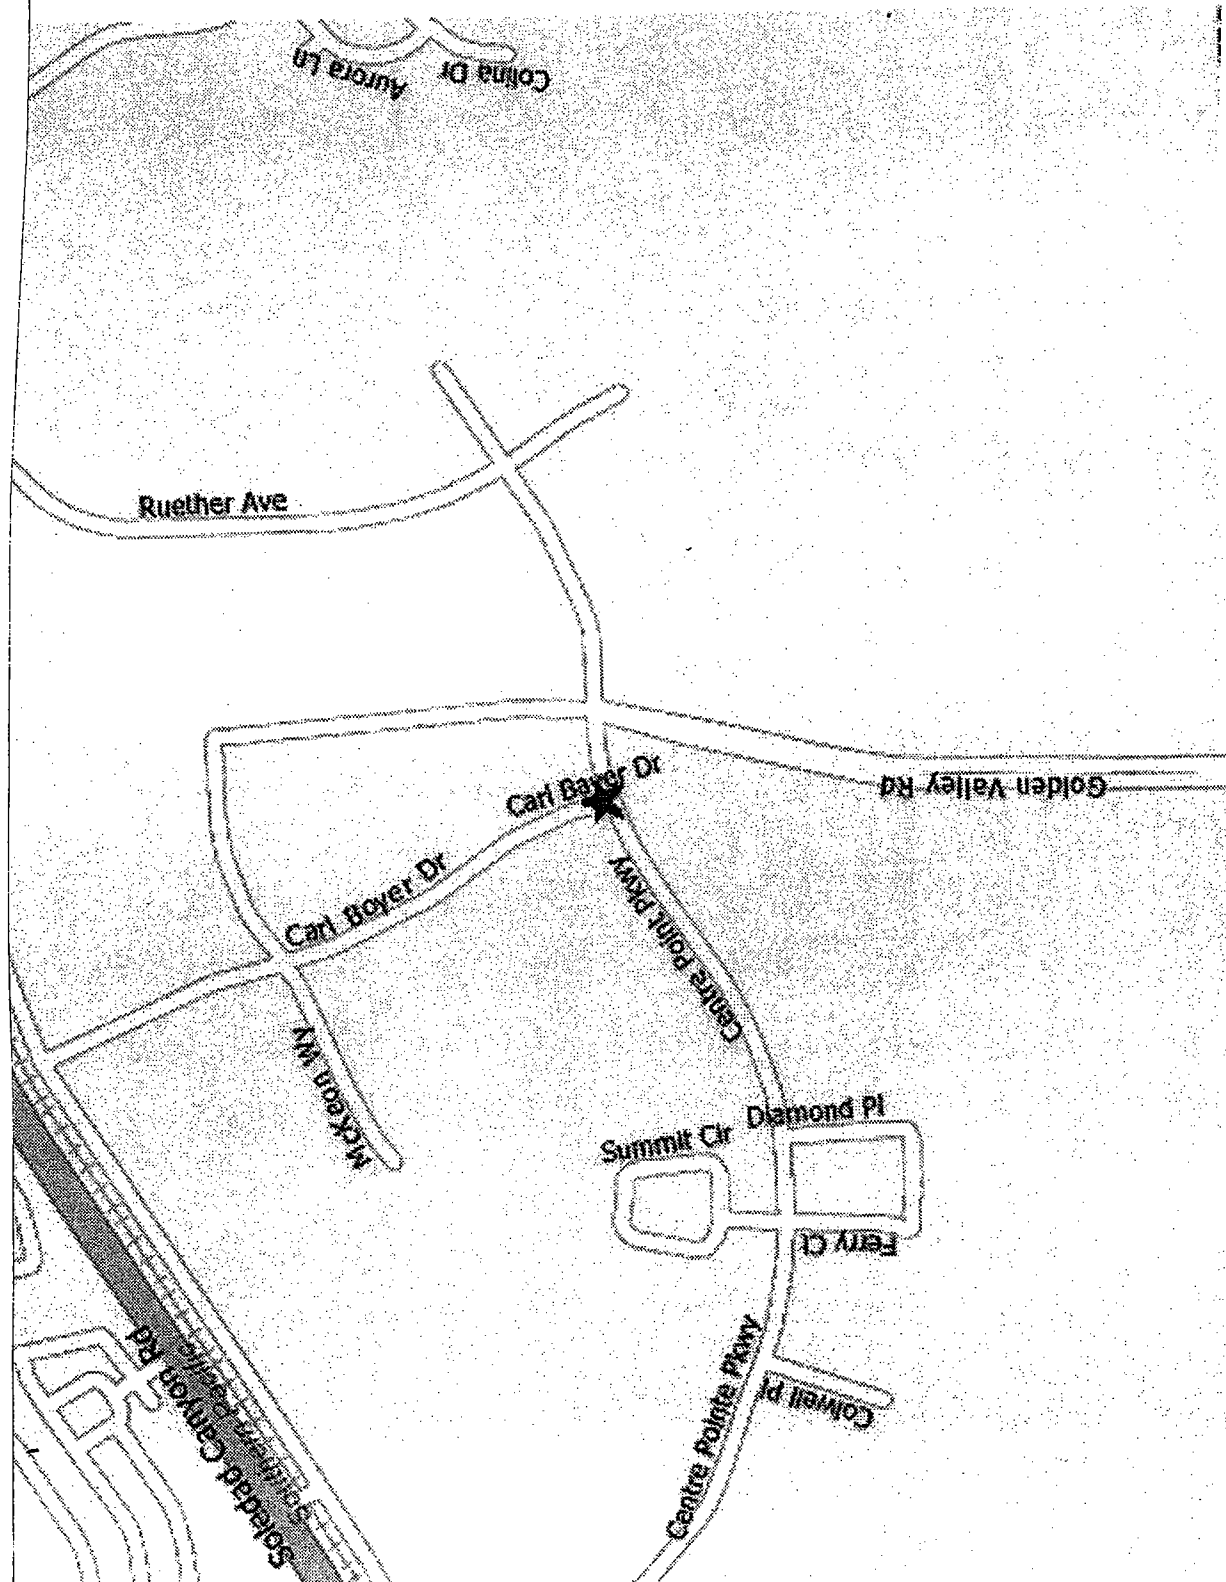 Aurora Ln
Colina Dr
Ruether Ave
Carl Boyer Dr
Golden Valley Rd
Carl Boyer Dr
Centre Point Pkwy
McKeon Wy
Diamond Pl
Summit Cir
Ferry Ct
Centre Pointe Pkwy
Colwell Pl
Soledad Canyon Rd
Southern Pacific